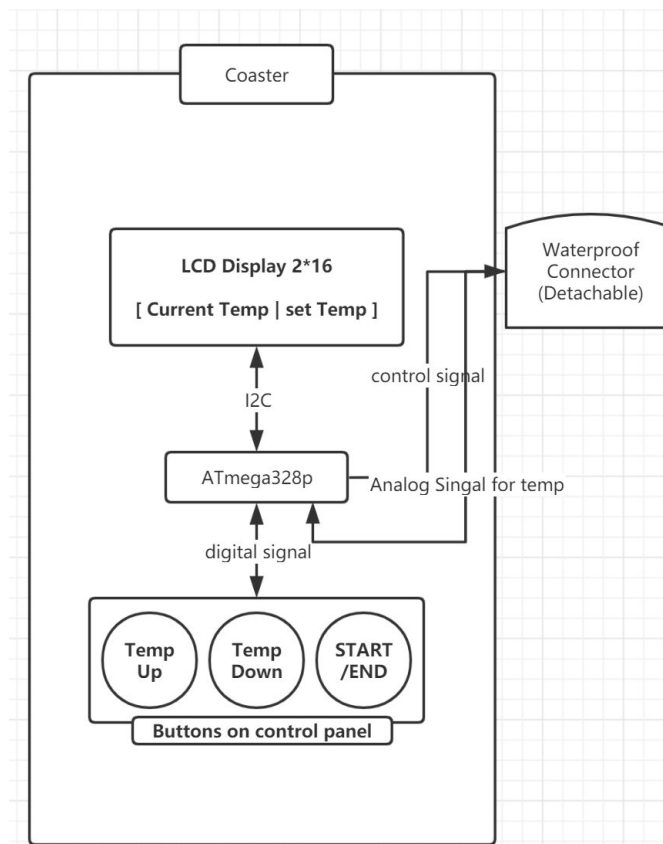 Coaster
LCD Display 2*16
[ Current Temp | set Temp ]
Waterproof
Connector
(Detachable)
control signal
I2C
ATmega328p
Analog Singal for temp
digital signal
Temp
Up
Temp
Down
START
/END
Buttons on control panel